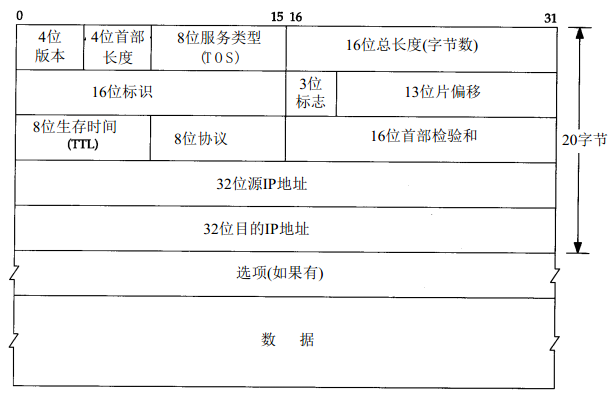 0 15 16 31
4位 版本
4位首部 长度
8位服务类型 (TOS)
16位总长度(字节数)
16位标识
3位 标志
13位片偏移
8位生存时间 (TTL)
8位协议
16位首部检验和
20字节
32位源IP地址
32位目的IP地址
选项(如果有)
数 据